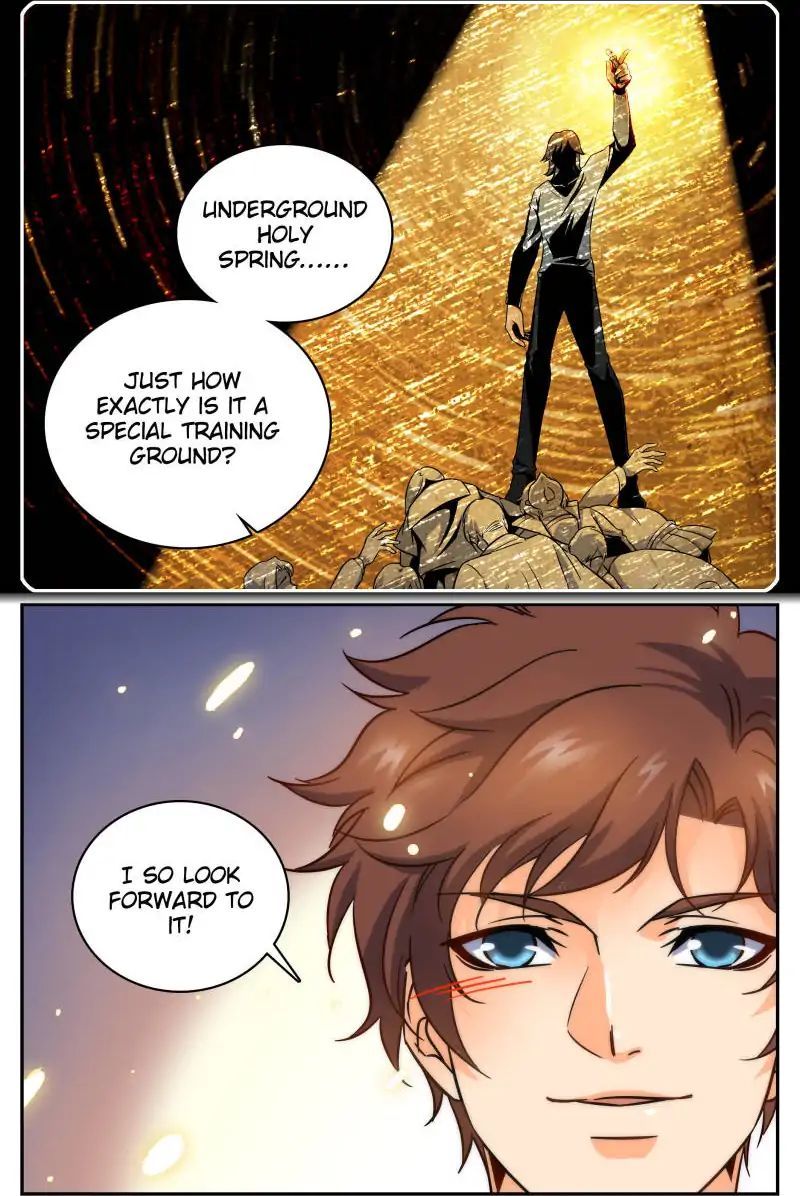 UNDERGROUND
HOLY
SPRING......
JUST HOW
EXACTLY IS IT A
SPECIAL TRAINING
GROUND?
I SO LOOK
FORWARD TO
IT!